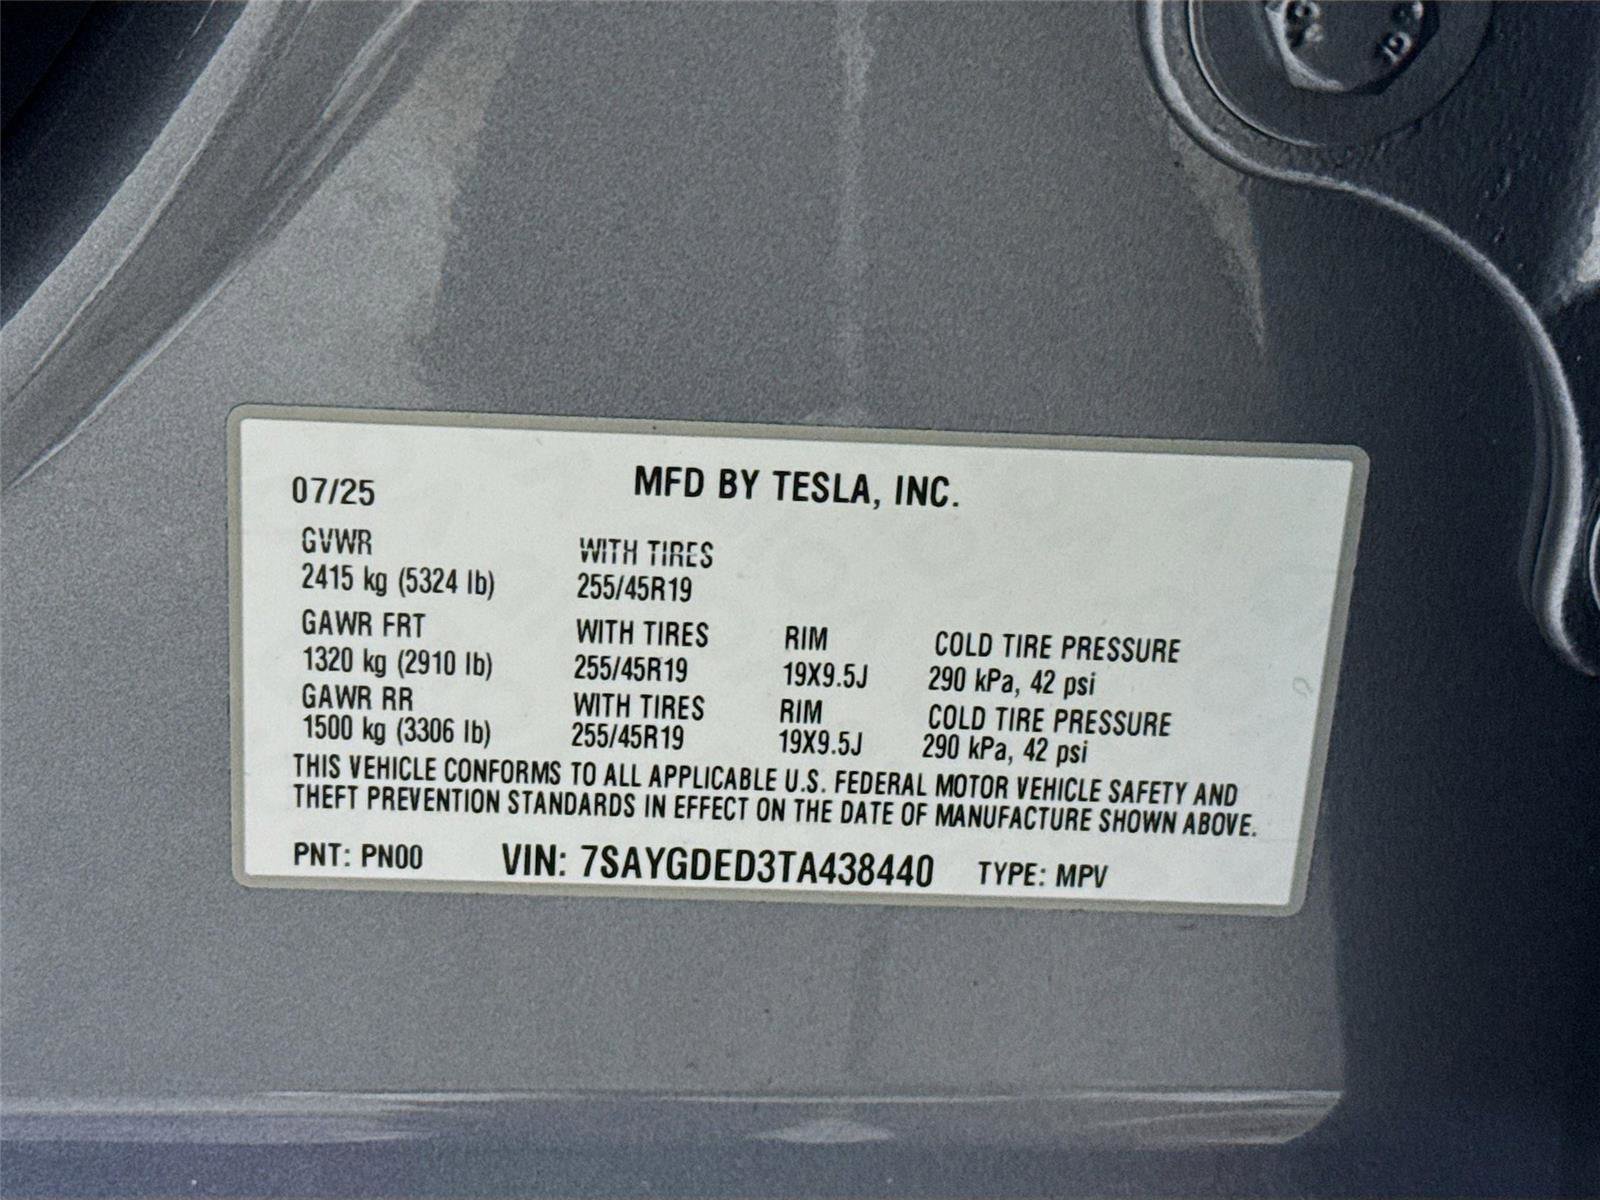 07/25 MFD BY TESLA, INC.
GVWR WITH TIRES
2415 kg (5324 lb) 255/45R19
GAWR FRT WITH TIRES RIM COLD TIRE PRESSURE
1320 kg (2910 lb) 255/45R19 19X9.5J 290 kPa, 42 psi
GAWR RR WITH TIRES RIM COLD TIRE PRESSURE
1500 kg (3306 lb) 255/45R19 19X9.5J 290 kPa, 42 psi
THIS VEHICLE CONFORMS TO ALL APPLICABLE U.S. FEDERAL MOTOR VEHICLE SAFETY AND
THEFT PREVENTION STANDARDS IN EFFECT ON THE DATE OF MANUFACTURE SHOWN ABOVE.
PNT: PN00 VIN: 7SAYGDED3TA438440 TYPE: MPV